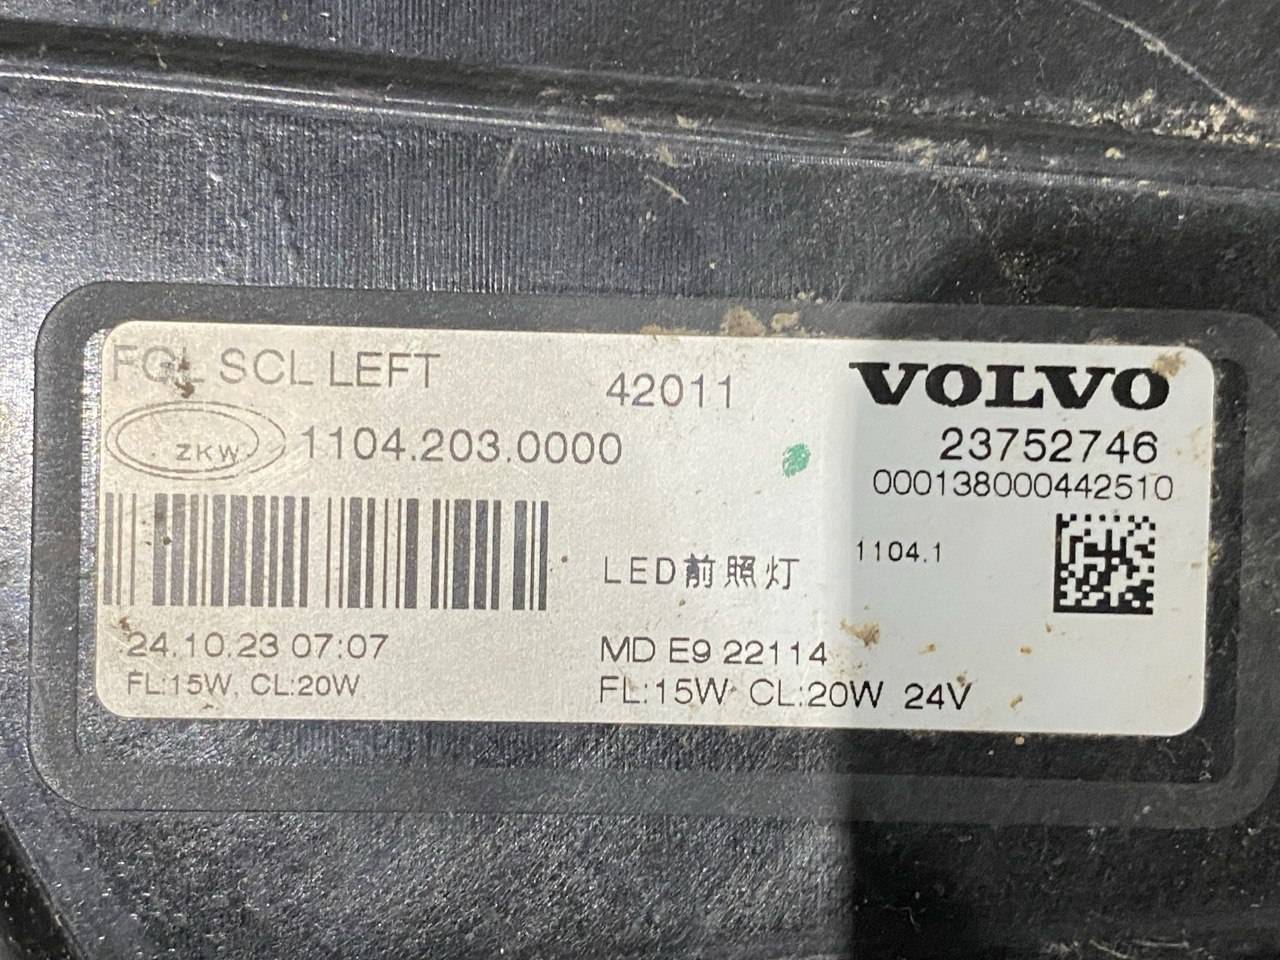 FGL SCL LEFT
42011
VOLVO
ZKW
1104.203.0000
23752746
000138000442510
LED前照灯
1104.1
24.10.23 07:07
MD E9 22114
FL:15W, CL:20W
FL:15W CL:20W 24V